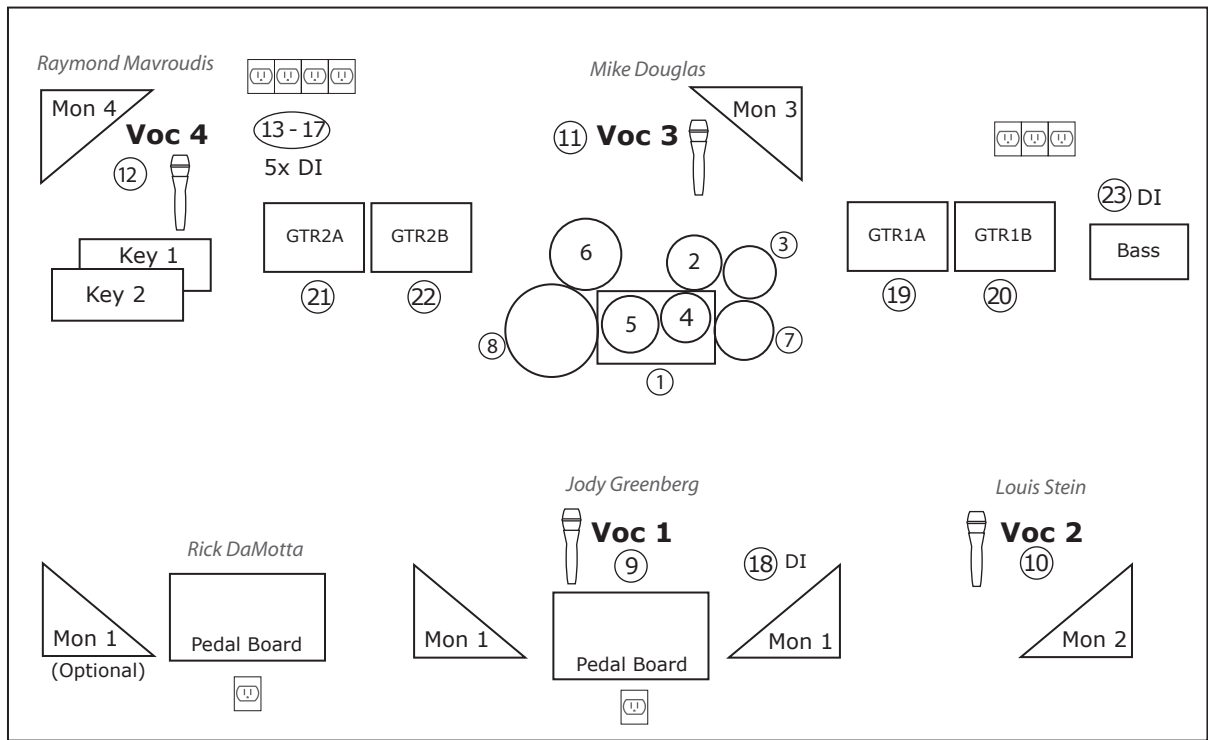 Raymond Mavroudis
Mon 4
Voc 4
12
13 - 17
5x DI
Mike Douglas
11 Voc 3
Mon 3
23 DI
Key 1
Key 2
GTR2A
GTR2B
21
22
6
2
3
5
4
8
7
1
GTR1A
GTR1B
19
20
Bass
Rick DaMotta
Mon 1
(Optional)
Pedal Board
Jody Greenberg
Voc 1
9
18 DI
Mon 1
Pedal Board
Mon 1
Louis Stein
Voc 2
10
Mon 2